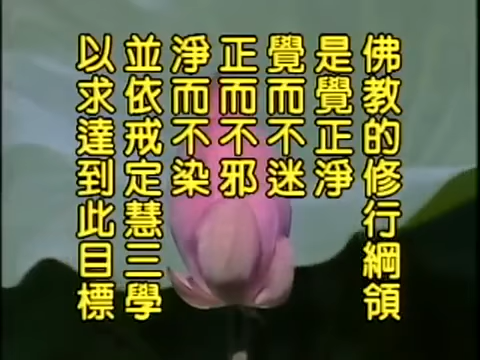 佛教的修行綱領
是覺正淨
覺而不迷
正而不邪
淨而不染
並依戒定慧三學
以求達到此目標